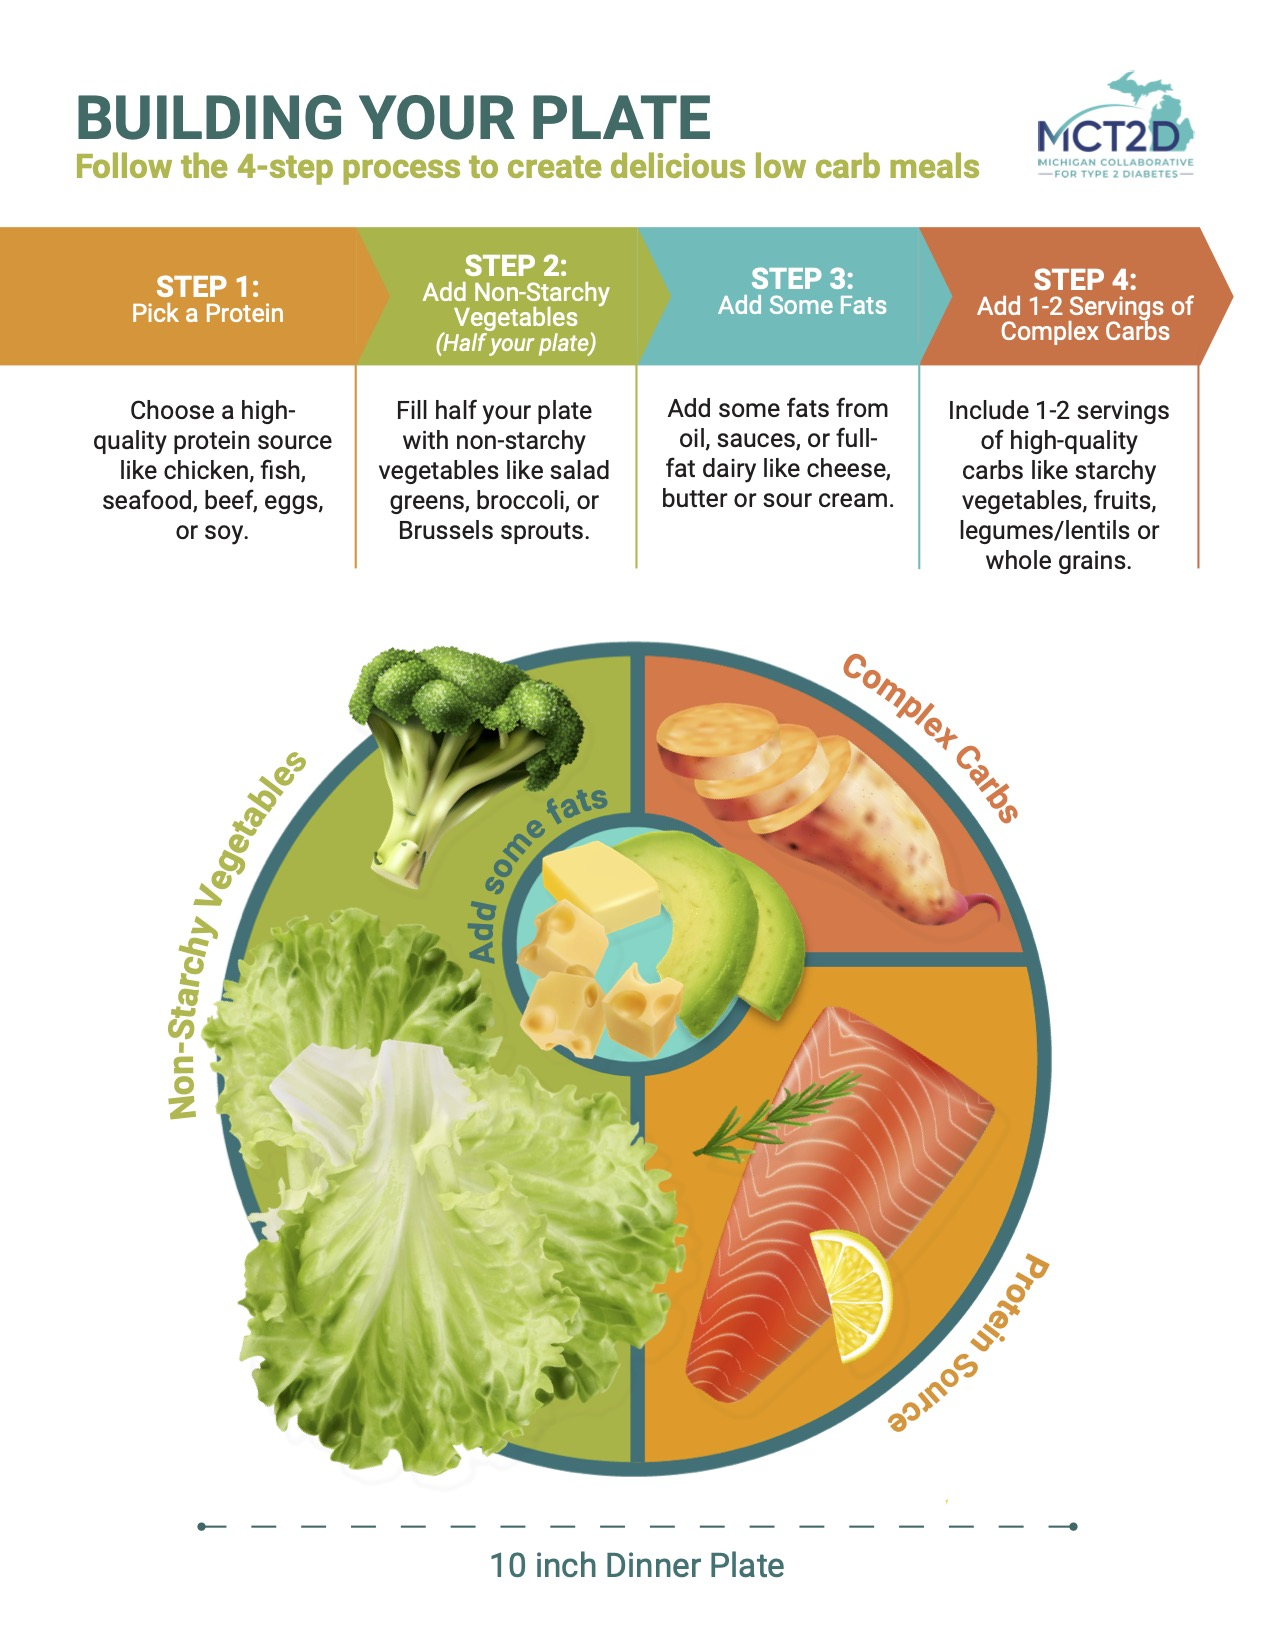 BUILDING YOUR PLATE
Follow the 4-step process to create delicious low carb meals
MCT2D
MICHIGAN COLLABORATIVE
FOR TYPE 2 DIABETES
STEP 1:
Pick a Protein
STEP 2:
Add Non-Starchy
Vegetables
(Half your plate)
STEP 3:
Add Some Fats
STEP 4:
Add 1-2 Servings of
Complex Carbs
Choose a high-
quality protein source
like chicken, fish,
seafood, beef, eggs,
or soy.
Fill half your plate
with non-starchy
vegetables like salad
greens, broccoli, or
Brussels sprouts.
Add some fats from
oil, sauces, or full-
fat dairy like cheese,
butter or sour cream.
Include 1-2 servings
of high-quality
carbs like starchy
vegetables, fruits,
legumes/lentils or
whole grains.
Non-Starchy Vegetables
Add some fats
Complex Carbs
Protein Source
10 inch Dinner Plate